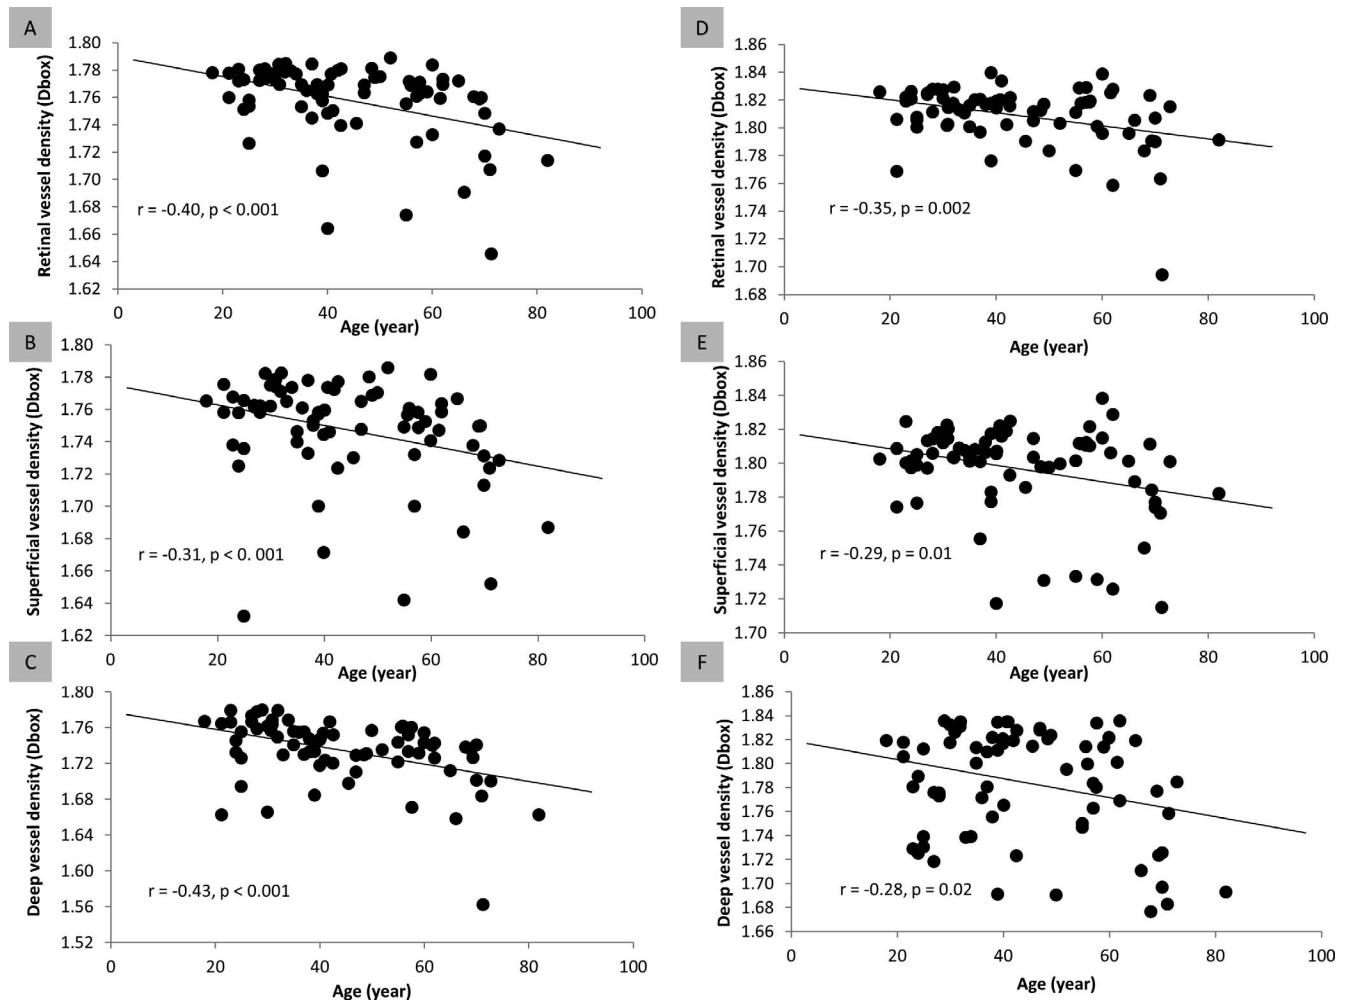 A
Retinal vessel density (Dbox)
1.80
1.78
1.76
1.74
1.72
1.70
1.68
1.66
1.64
1.62
r = -0.40, p < 0.001
0 20 40 60 80 100
Age (year)
B
Superficial vessel density (Dbox)
1.80
1.78
1.76
1.74
1.72
1.70
1.68
1.66
1.64
1.62
r = -0.31, p < 0. 001
0 20 40 60 80 100
Age (year)
C
Deep vessel density (Dbox)
1.80
1.76
1.72
1.68
1.64
1.60
1.56
1.52
r = -0.43, p < 0.001
0 20 40 60 80 100
Age (year)
D
Retinal vessel density (Dbox)
1.86
1.84
1.82
1.80
1.78
1.76
1.74
1.72
1.70
1.68
r = -0.35, p = 0.002
0 20 40 60 80 100
Age (year)
E
Superficial vessel density (Dbox)
1.86
1.84
1.82
1.80
1.78
1.76
1.74
1.72
1.70
r = -0.29, p = 0.01
0 20 40 60 80 100
Age (year)
F
Deep vessel density (Dbox)
1.86
1.84
1.82
1.80
1.78
1.76
1.74
1.72
1.70
1.68
1.66
r = -0.28, p = 0.02
0 20 40 60 80 100
Age (year)